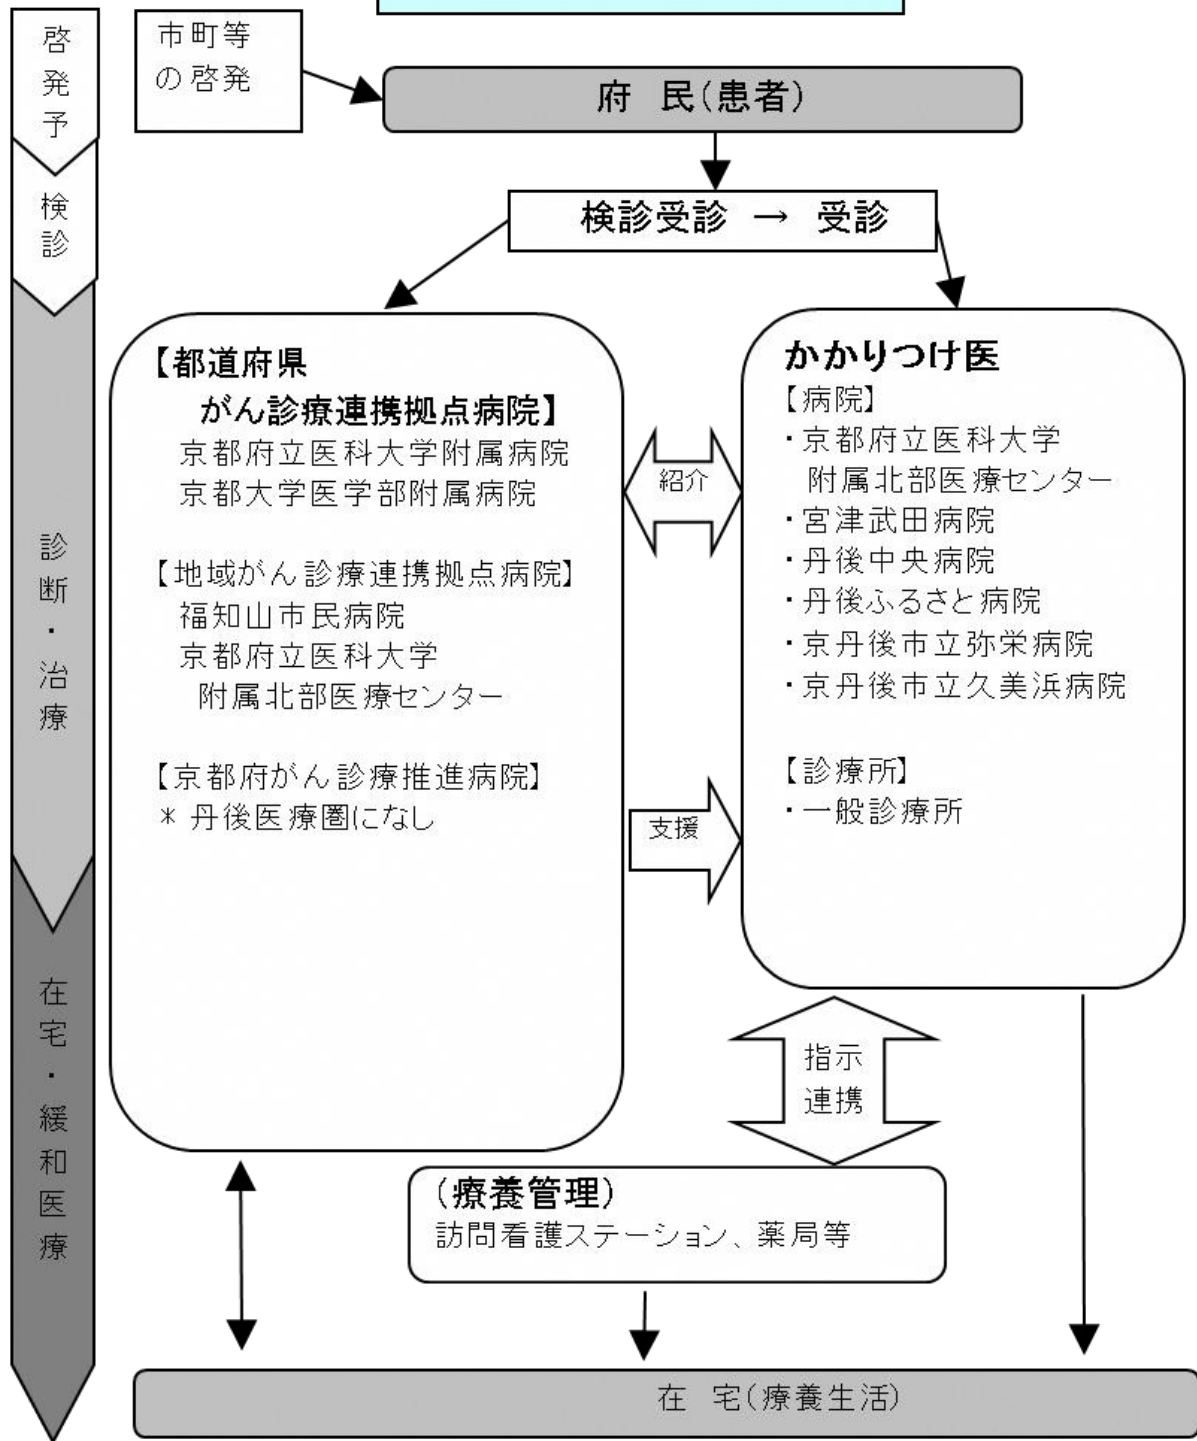 啓発予
検診
診断・治療
在宅・緩和医療
市町等
の啓発
府 民(患者)
検診受診 → 受診
【都道府県
がん診療連携拠点病院】
京都府立医科大学附属病院
京都大学医学部附属病院
【地域がん診療連携拠点病院】
福知山市民病院
京都府立医科大学
附属北部医療センター
【京都府がん診療推進病院】
* 丹後医療圏になし
紹介
支援
かかりつけ医
【病院】
・京都府立医科大学
附属北部医療センター
・宮津武田病院
・丹後中央病院
・丹後ふるさと病院
・京丹後市立弥栄病院
・京丹後市立久美浜病院
【診療所】
・一般診療所
指示
連携
(療養管理)
訪問看護ステーション、薬局等
在 宅(療養生活)